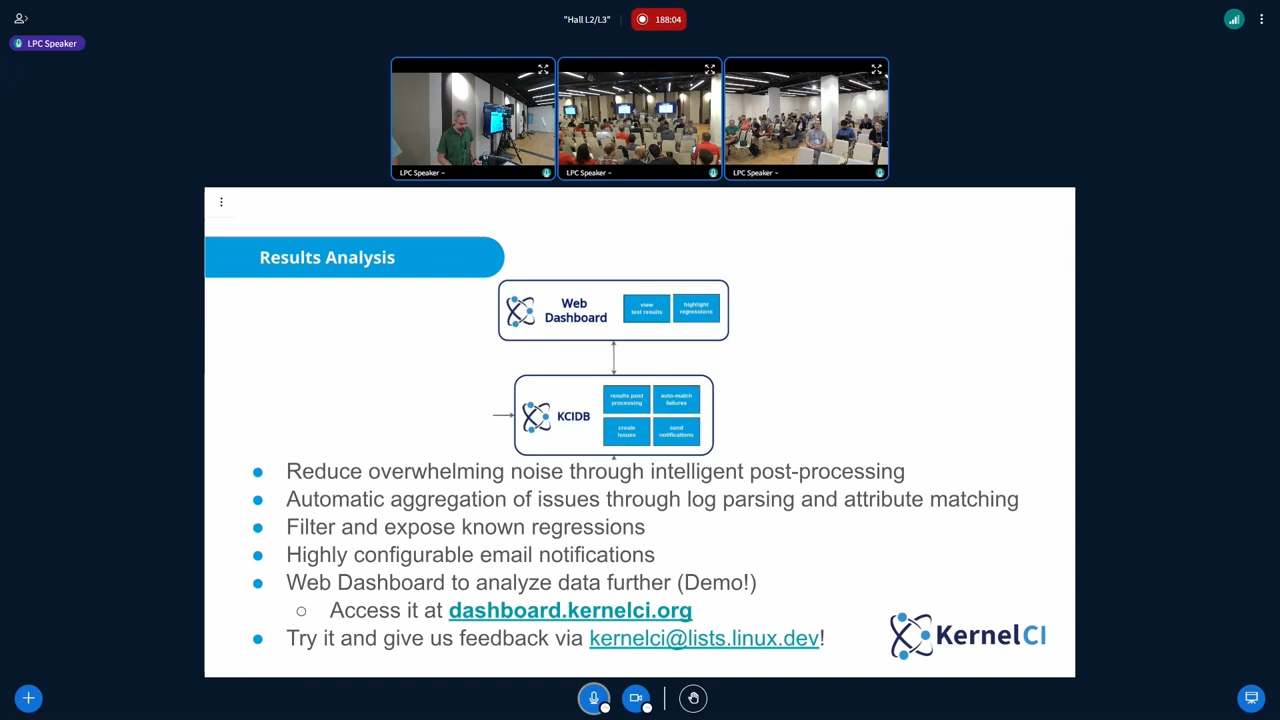 "Hall L2/L3"
188:04
LPC Speaker
LPC Speaker
LPC Speaker
LPC Speaker
Results Analysis
Web
Dashboard
view
test results
highlight
regressions
KCIDB
results post
processing
auto-match
failures
create
issues
send
notifications
Reduce overwhelming noise through intelligent post-processing
Automatic aggregation of issues through log parsing and attribute matching
Filter and expose known regressions
Highly configurable email notifications
Web Dashboard to analyze data further (Demo!)
Access it at dashboard.kernelci.org
Try it and give us feedback via kernelci@lists.linux.dev!
KernelCI